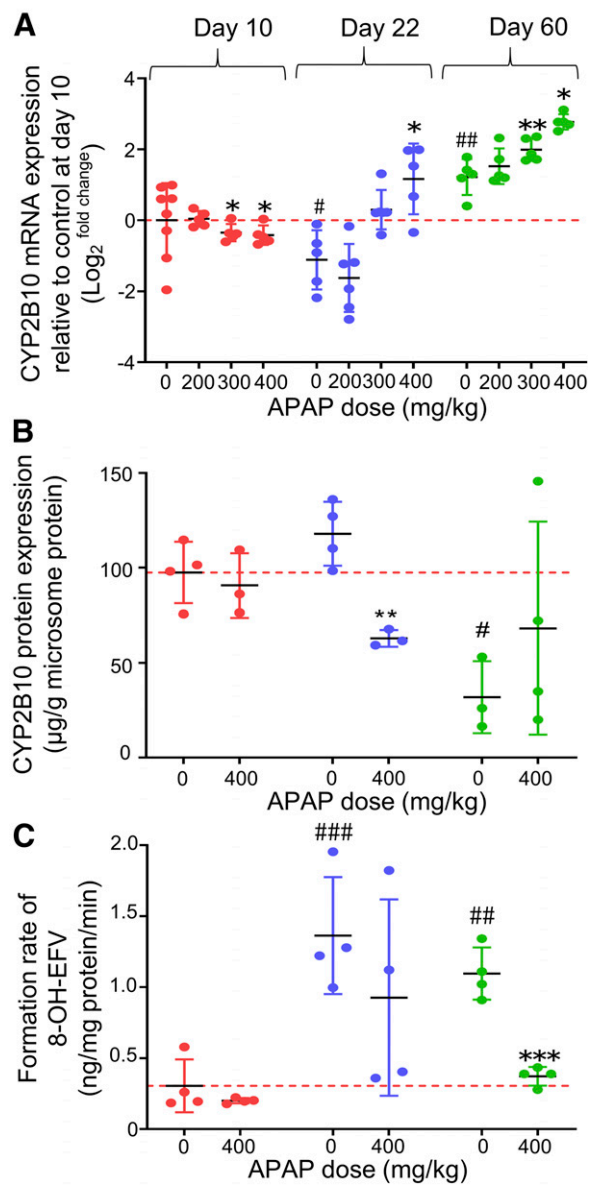 A
Day 10 Day 22 Day 60
CYP2B10 mRNA expression
relative to control at day 10
(Log2 fold change)
4
2
0
-2
-4
* * # * ## ** *
0 200 300 400 0 200 300 400 0 200 300 400
APAP dose (mg/kg)
B
CYP2B10 protein expression
(µg/g microsome protein)
150
100
50
0
** #
0 400 0 400 0 400
APAP dose (mg/kg)
C
Formation rate of
8-OH-EFV
(ng/mg protein/min)
2.0
1.5
1.0
0.5
0
### ## ***
0 400 0 400 0 400
APAP dose (mg/kg)